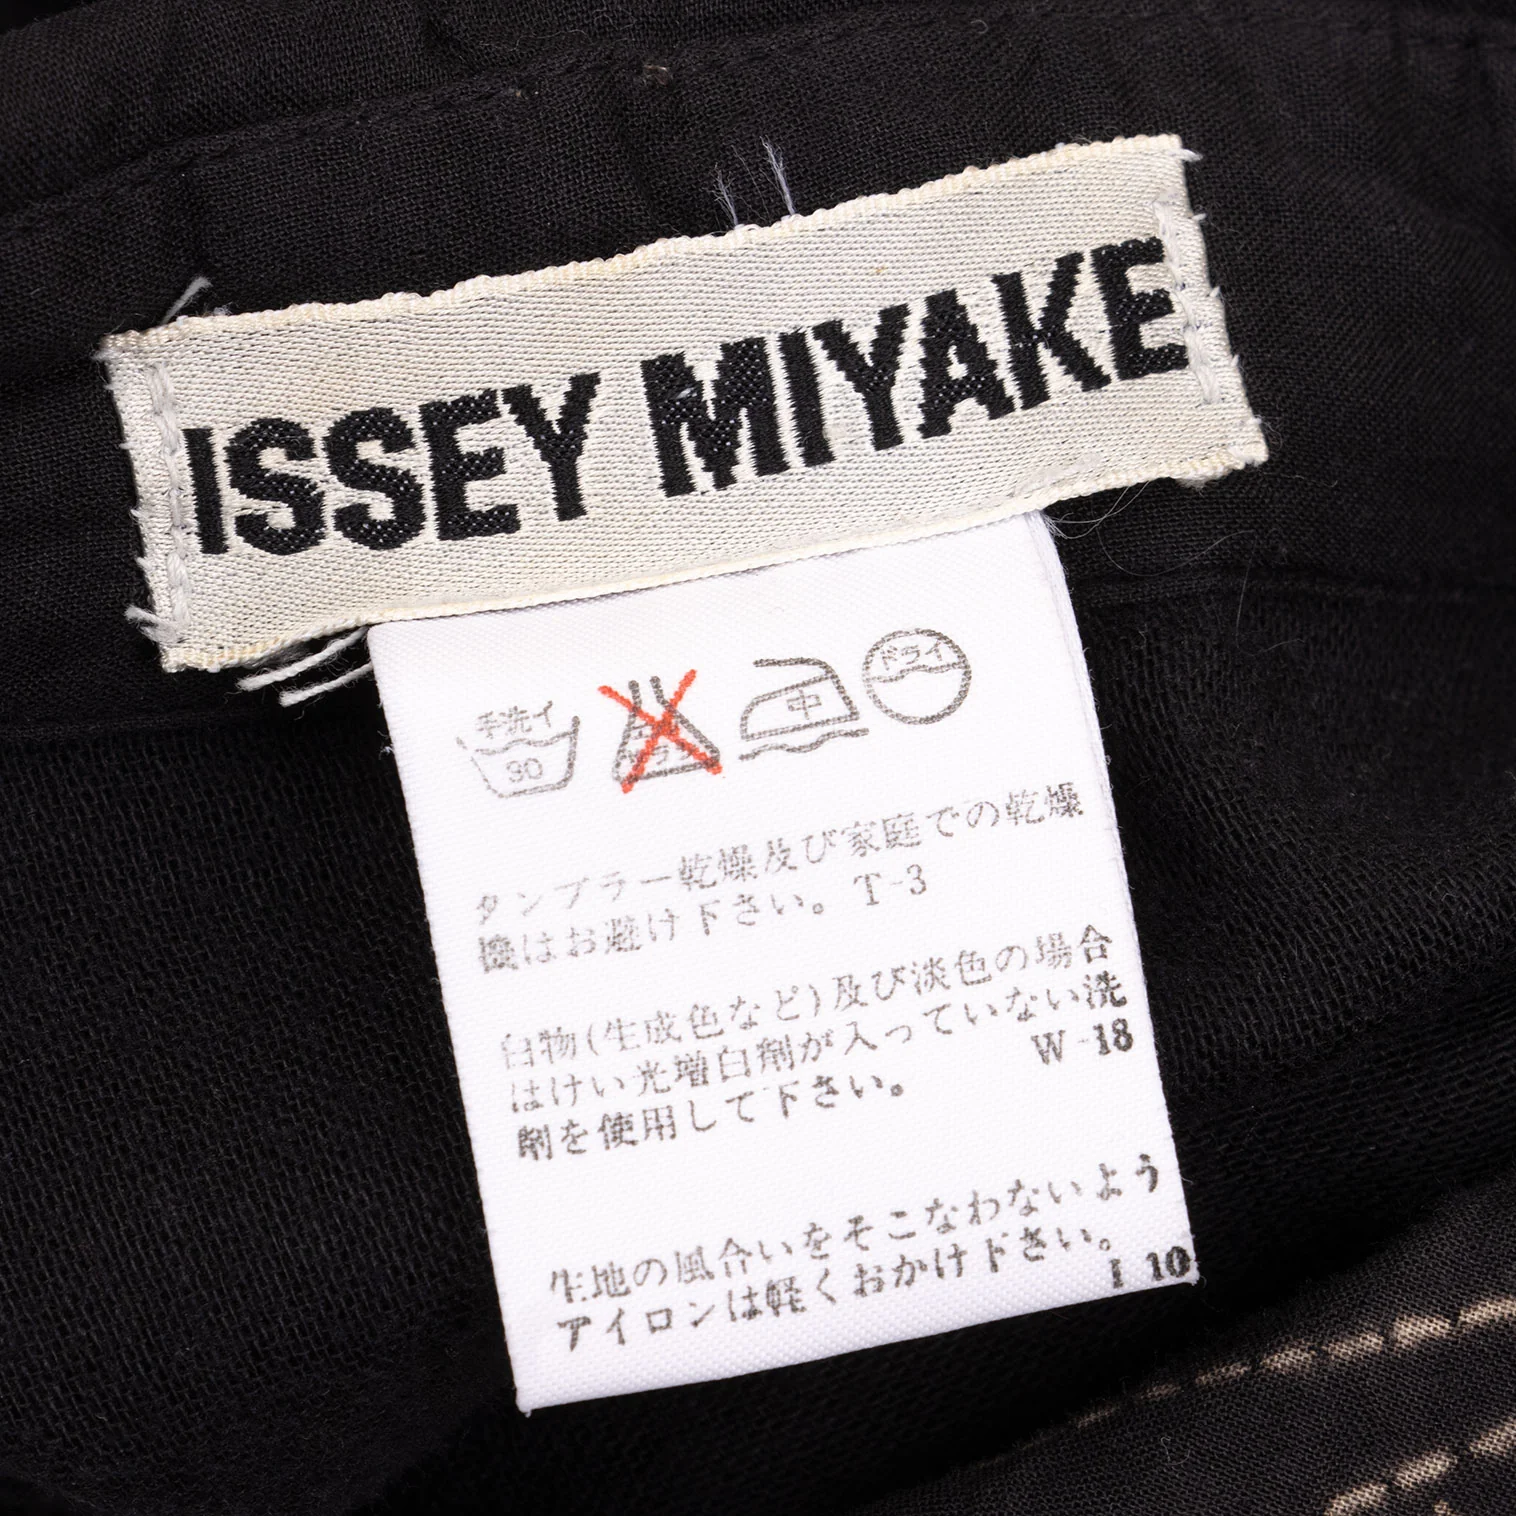 ISSEY MIYAKE
手洗イ
30
中
ドライ
タンブラー乾燥及び家庭での乾燥
機はお避け下さい。T-3
白物(生成色など)及び淡色の場合
はけい光増白剤が入っていない洗
剤を使用して下さい。 W-18
生地の風合いをそこなわないよう
アイロンは軽くおかけ下さい。
I 10